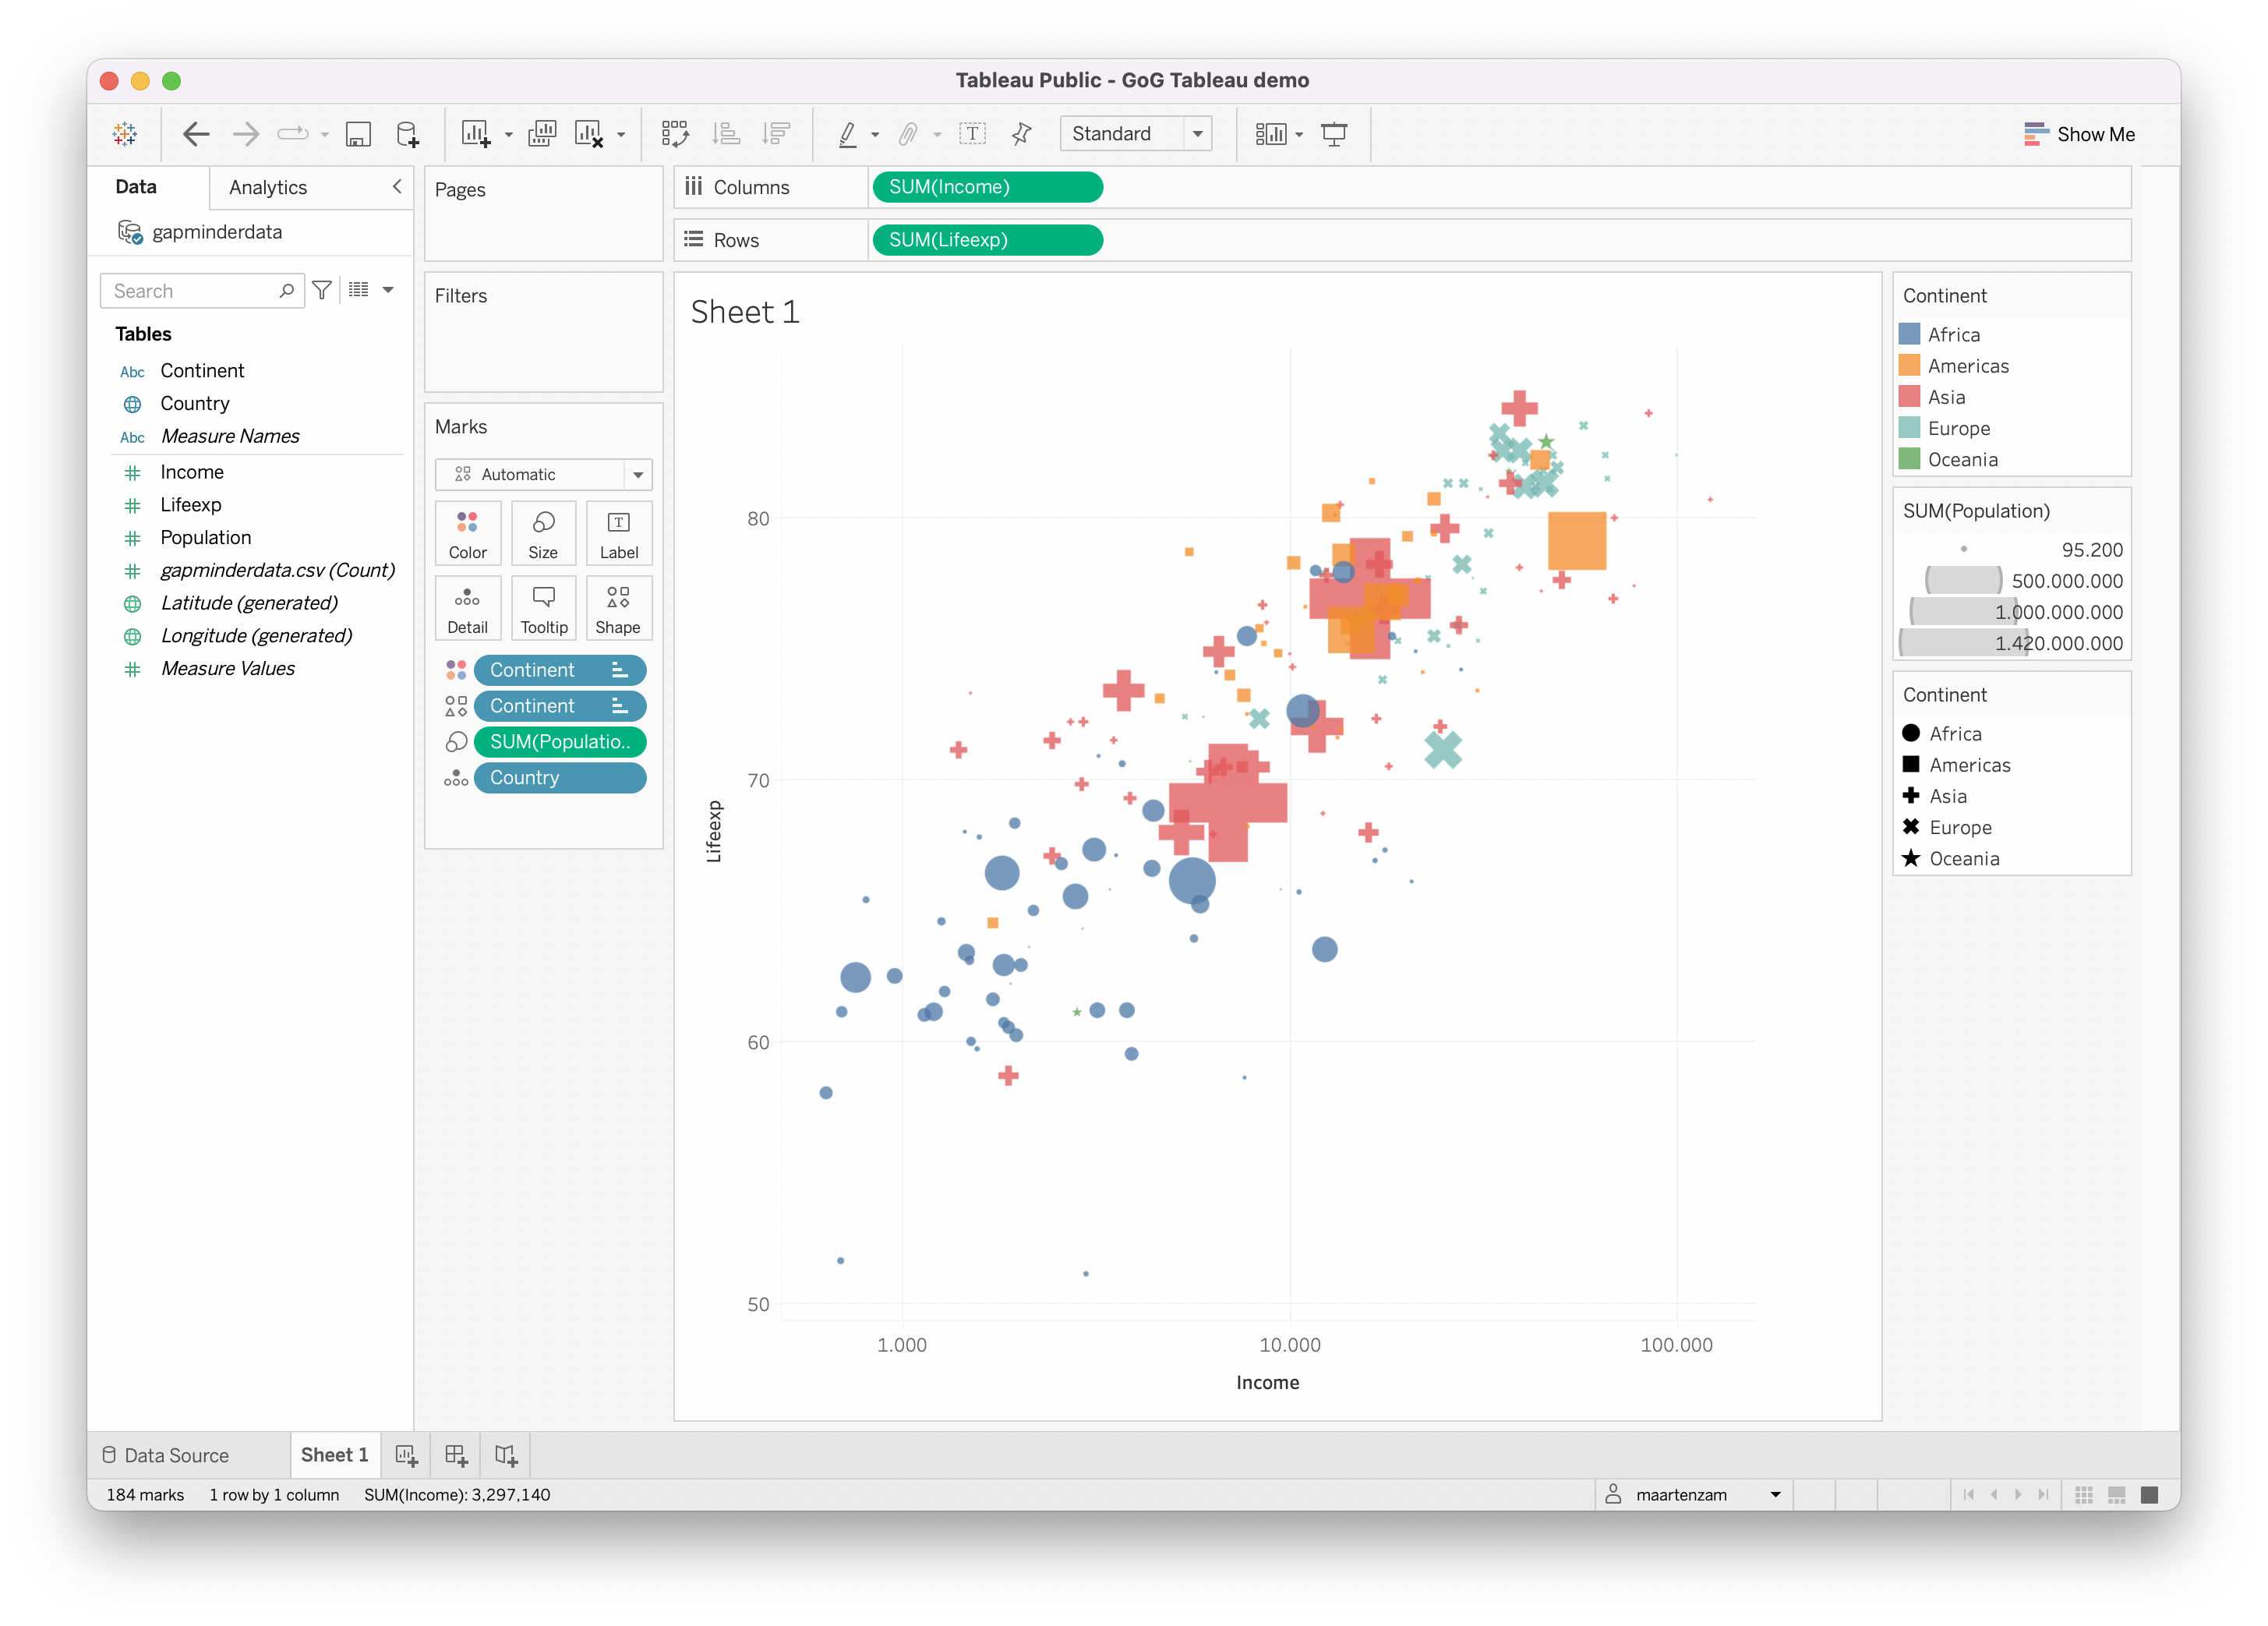 Tableau Public - GoG Tableau demo
Standard
Show Me
Data
Analytics
gapminderdata
Search
Tables
Abc Continent
Country
Abc Measure Names
Income
Lifeexp
Population
gapminderdata.csv (Count)
Latitude (generated)
Longitude (generated)
Measure Values
Pages
Filters
Marks
Automatic
Color
Size
Label
Detail
Tooltip
Shape
Continent
Continent
SUM(Populatio..
Country
Columns
SUM(Income)
Rows
SUM(Lifeexp)
Sheet 1
80
70
60
50
Lifeexp
1.000
10.000
100.000
Income
Continent
Africa
Americas
Asia
Europe
Oceania
SUM(Population)
95.200
500.000.000
1.000.000.000
1.420.000.000
Continent
Africa
Americas
Asia
Europe
Oceania
Data Source
Sheet 1
184 marks
1 row by 1 column
SUM(Income): 3,297,140
maartenzam